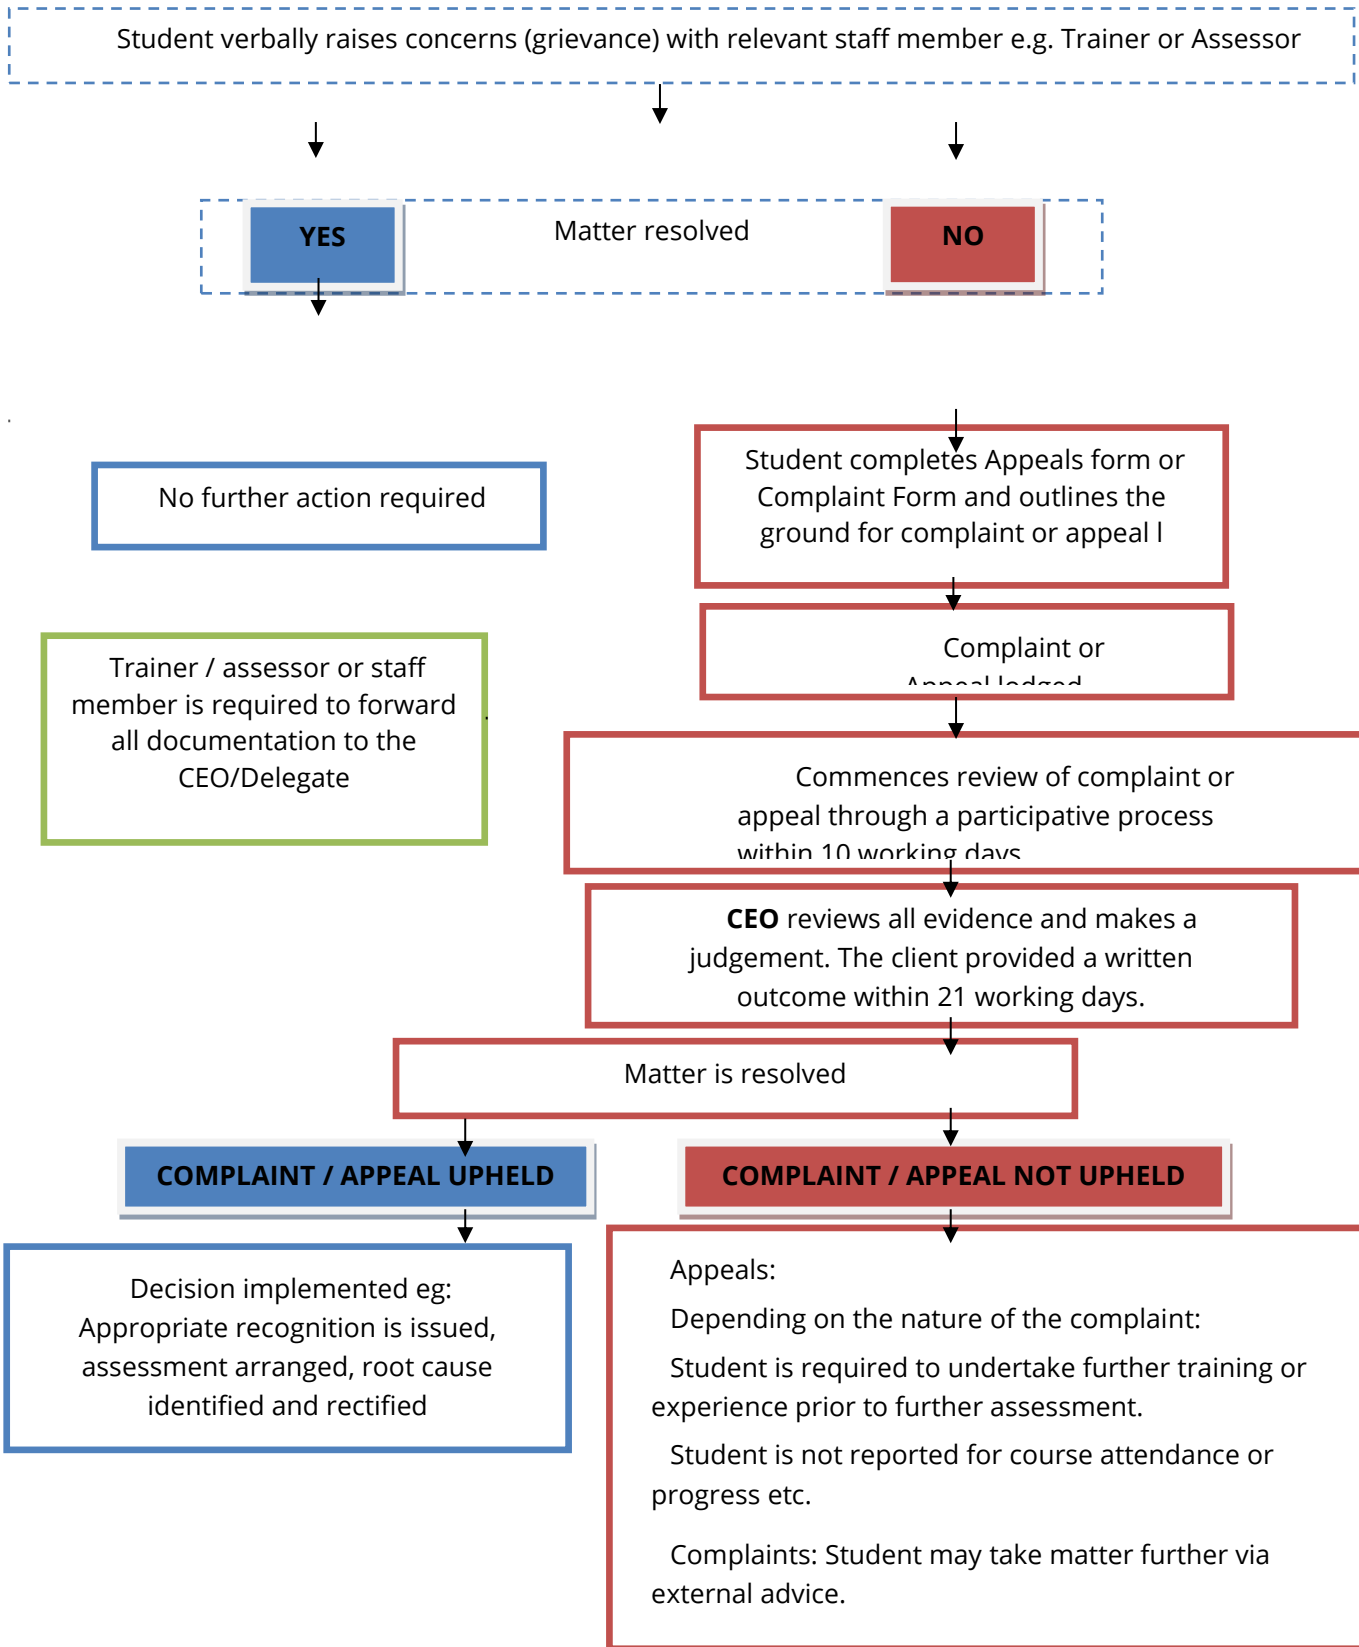 Student verbally raises concerns (grievance) with relevant staff member e.g. Trainer or Assessor
YES
Matter resolved
NO
Student completes Appeals form or
Complaint Form and outlines the
ground for complaint or appeal l
No further action required
Complaint or
Appeal lodged
Trainer / assessor or staff
member is required to forward
all documentation to the
CEO/Delegate
Commences review of complaint or
appeal through a participative process
within 10 working days
CEO reviews all evidence and makes a
judgement. The client provided a written
outcome within 21 working days.
Matter is resolved
COMPLAINT / APPEAL UPHELD
COMPLAINT / APPEAL NOT UPHELD
Decision implemented eg:
Appropriate recognition is issued,
assessment arranged, root cause
identified and rectified
Appeals:
Depending on the nature of the complaint:
Student is required to undertake further training or
experience prior to further assessment.
Student is not reported for course attendance or
progress etc.
Complaints: Student may take matter further via
external advice.